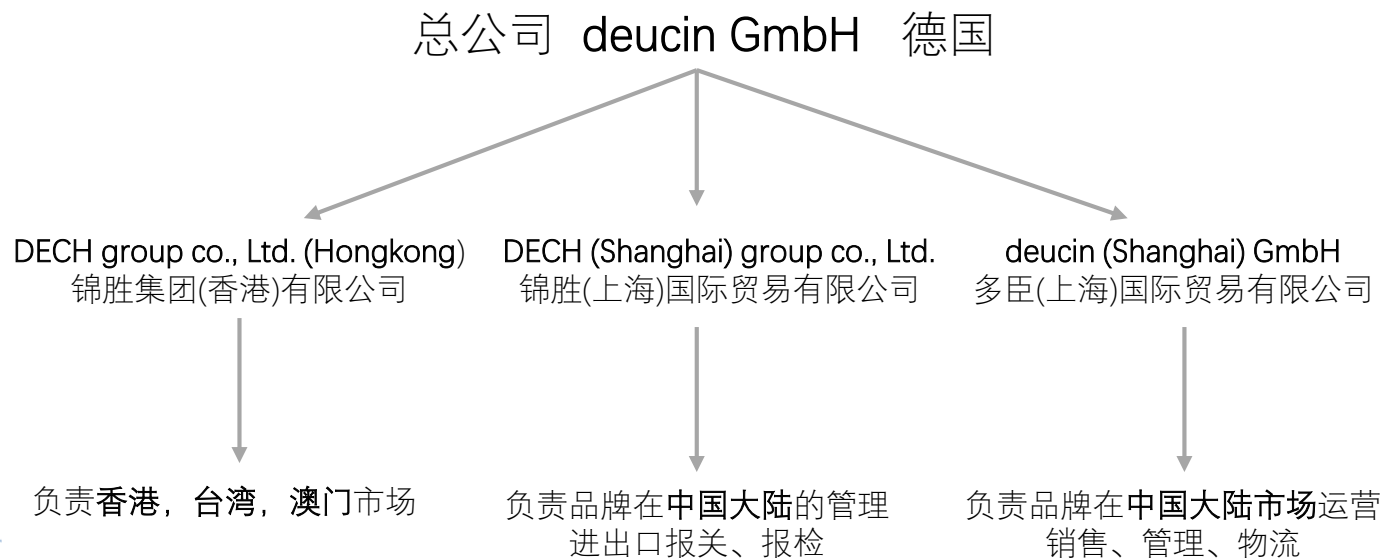 总公司 deucin GmbH 德国
DECH group co., Ltd. (Hongkong)
锦胜集团(香港)有限公司
DECH (Shanghai) group co., Ltd.
锦胜(上海)国际贸易有限公司
deucin (Shanghai) GmbH
多臣(上海)国际贸易有限公司
负责香港，台湾，澳门市场
负责品牌在中国大陆的管理
进出口报关、报检
负责品牌在中国大陆市场运营
销售、管理、物流